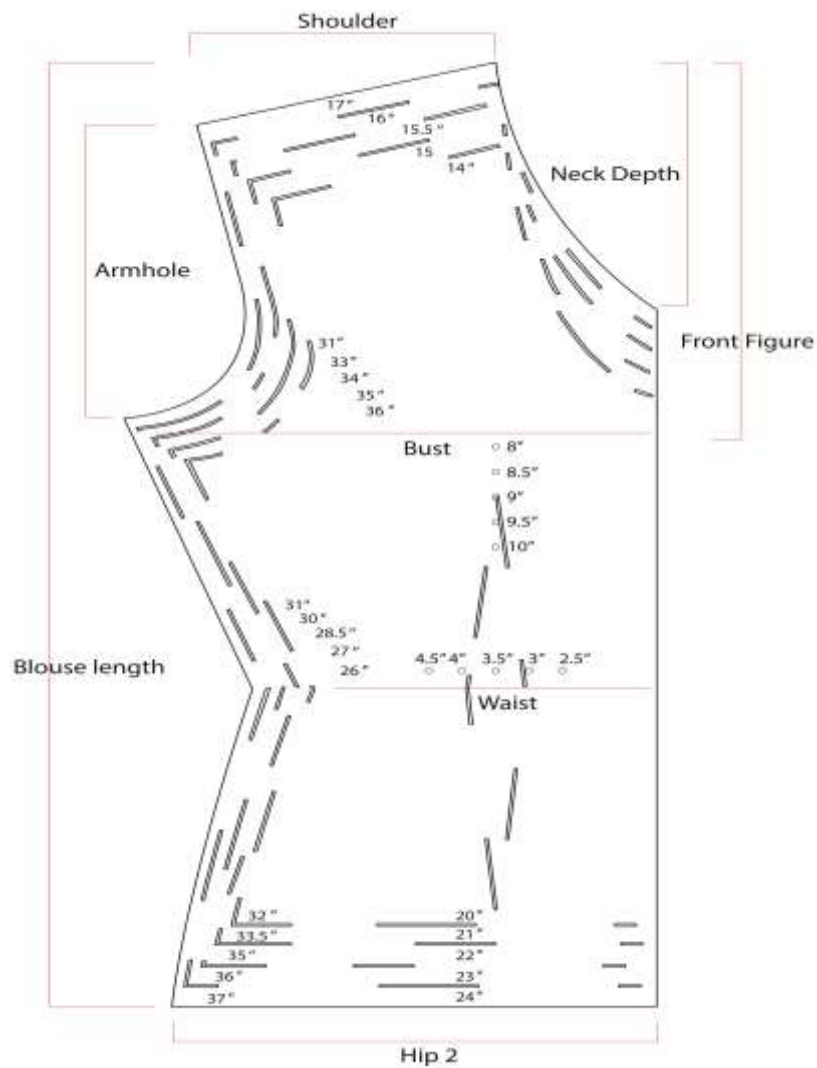 Shoulder
17"
16"
15.5"
15
14"
Neck Depth
Armhole
Front Figure
31"
33"
34"
35"
36"
Bust
8"
8.5"
9"
9.5"
10"
31"
30"
28.5"
27"
26"
4.5" 4" 3.5" 3" 2.5"
Blouse length
Waist
32" 20"
33.5" 21"
35" 22"
36" 23"
37" 24"
Hip 2